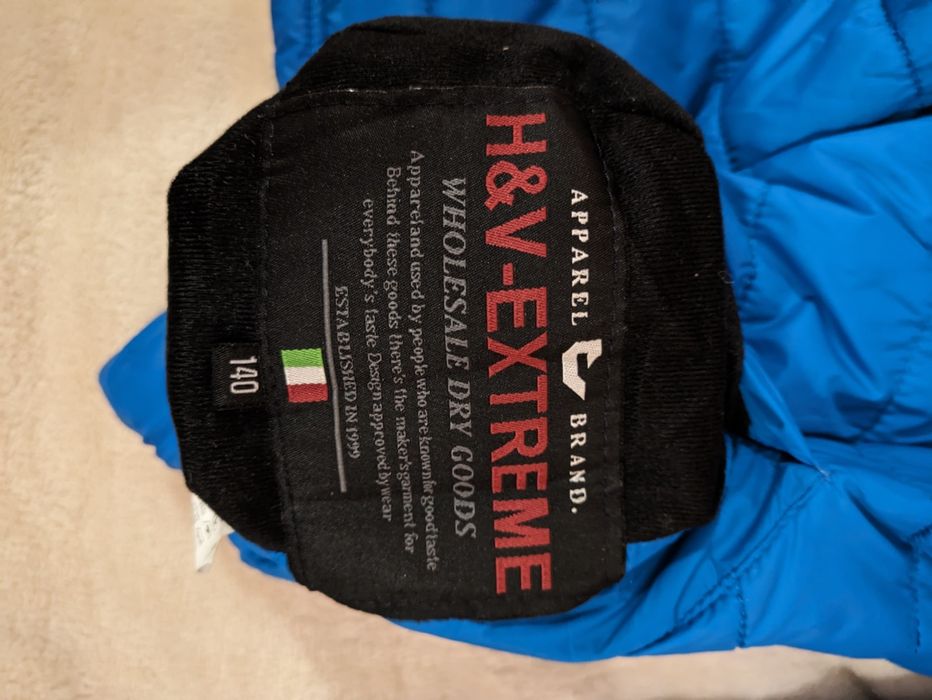 APPAREL BRAND.
H&V-EXTREME
WHOLESALE DRY GOODS
Apparel and used by people who are known for good taste
Behind these goods there's the maker's garment for
everybody's taste Design approved by wear
ESTABLISHED IN 1999
140